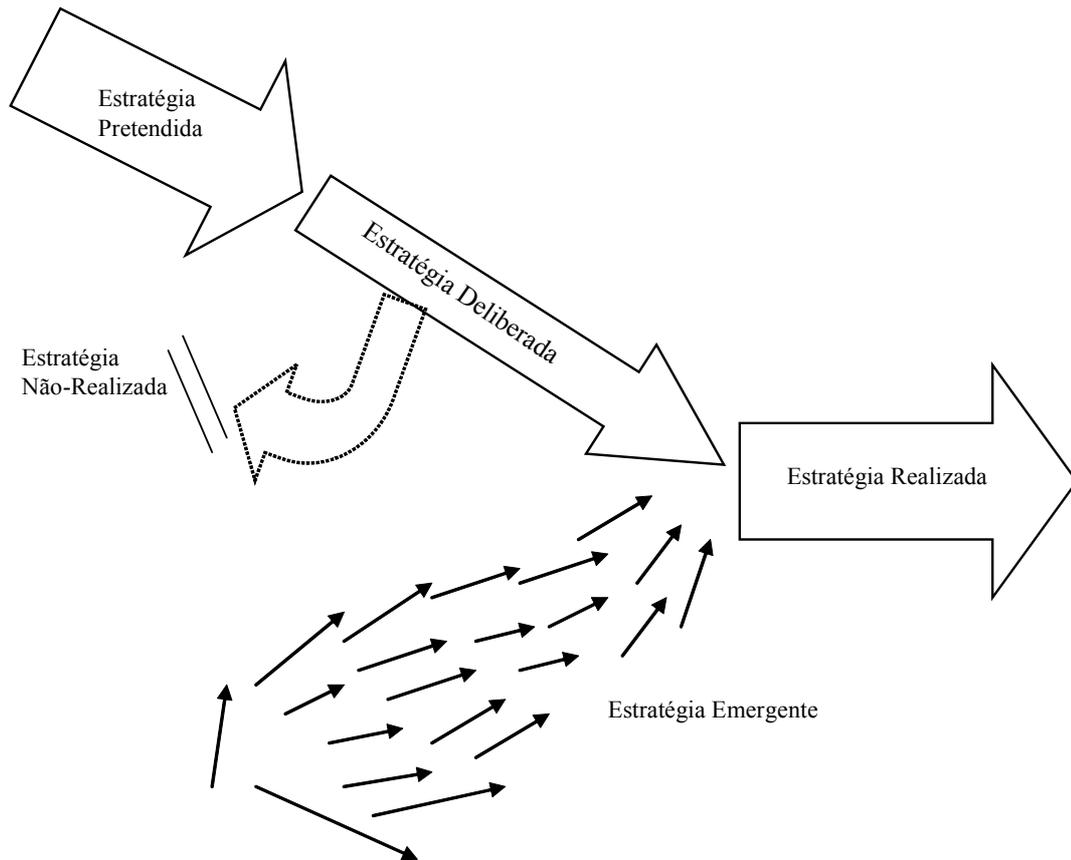 Estratégia
Pretendida
Estratégia Deliberada
Estratégia
Não-Realizada
Estratégia Realizada
Estratégia Emergente